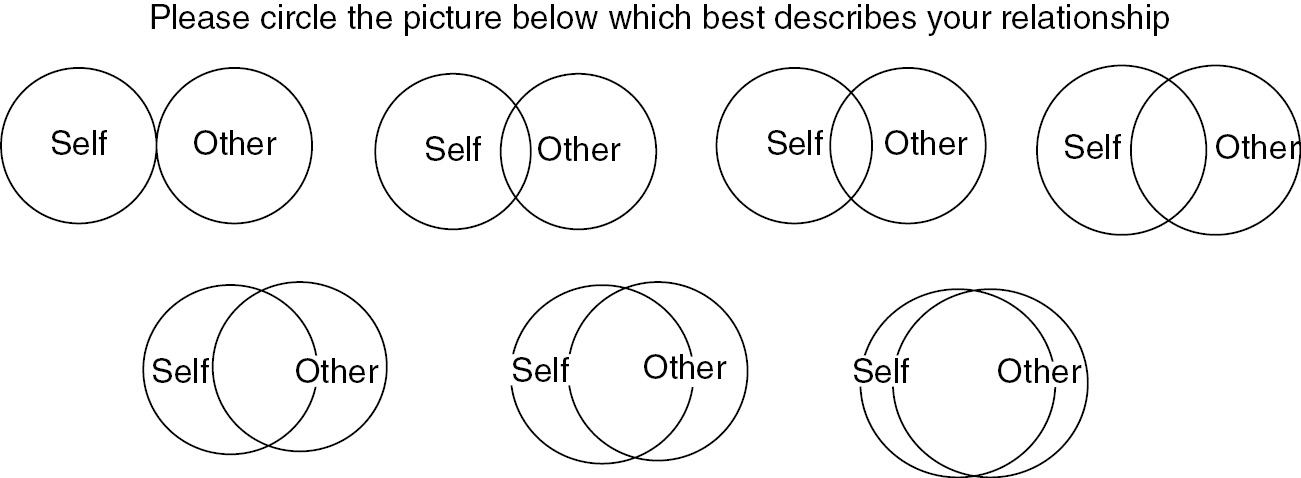 Please circle the picture below which best describes your relationship
Self Other Self Other Self Other Self Other
Self Other Self Other Self Other